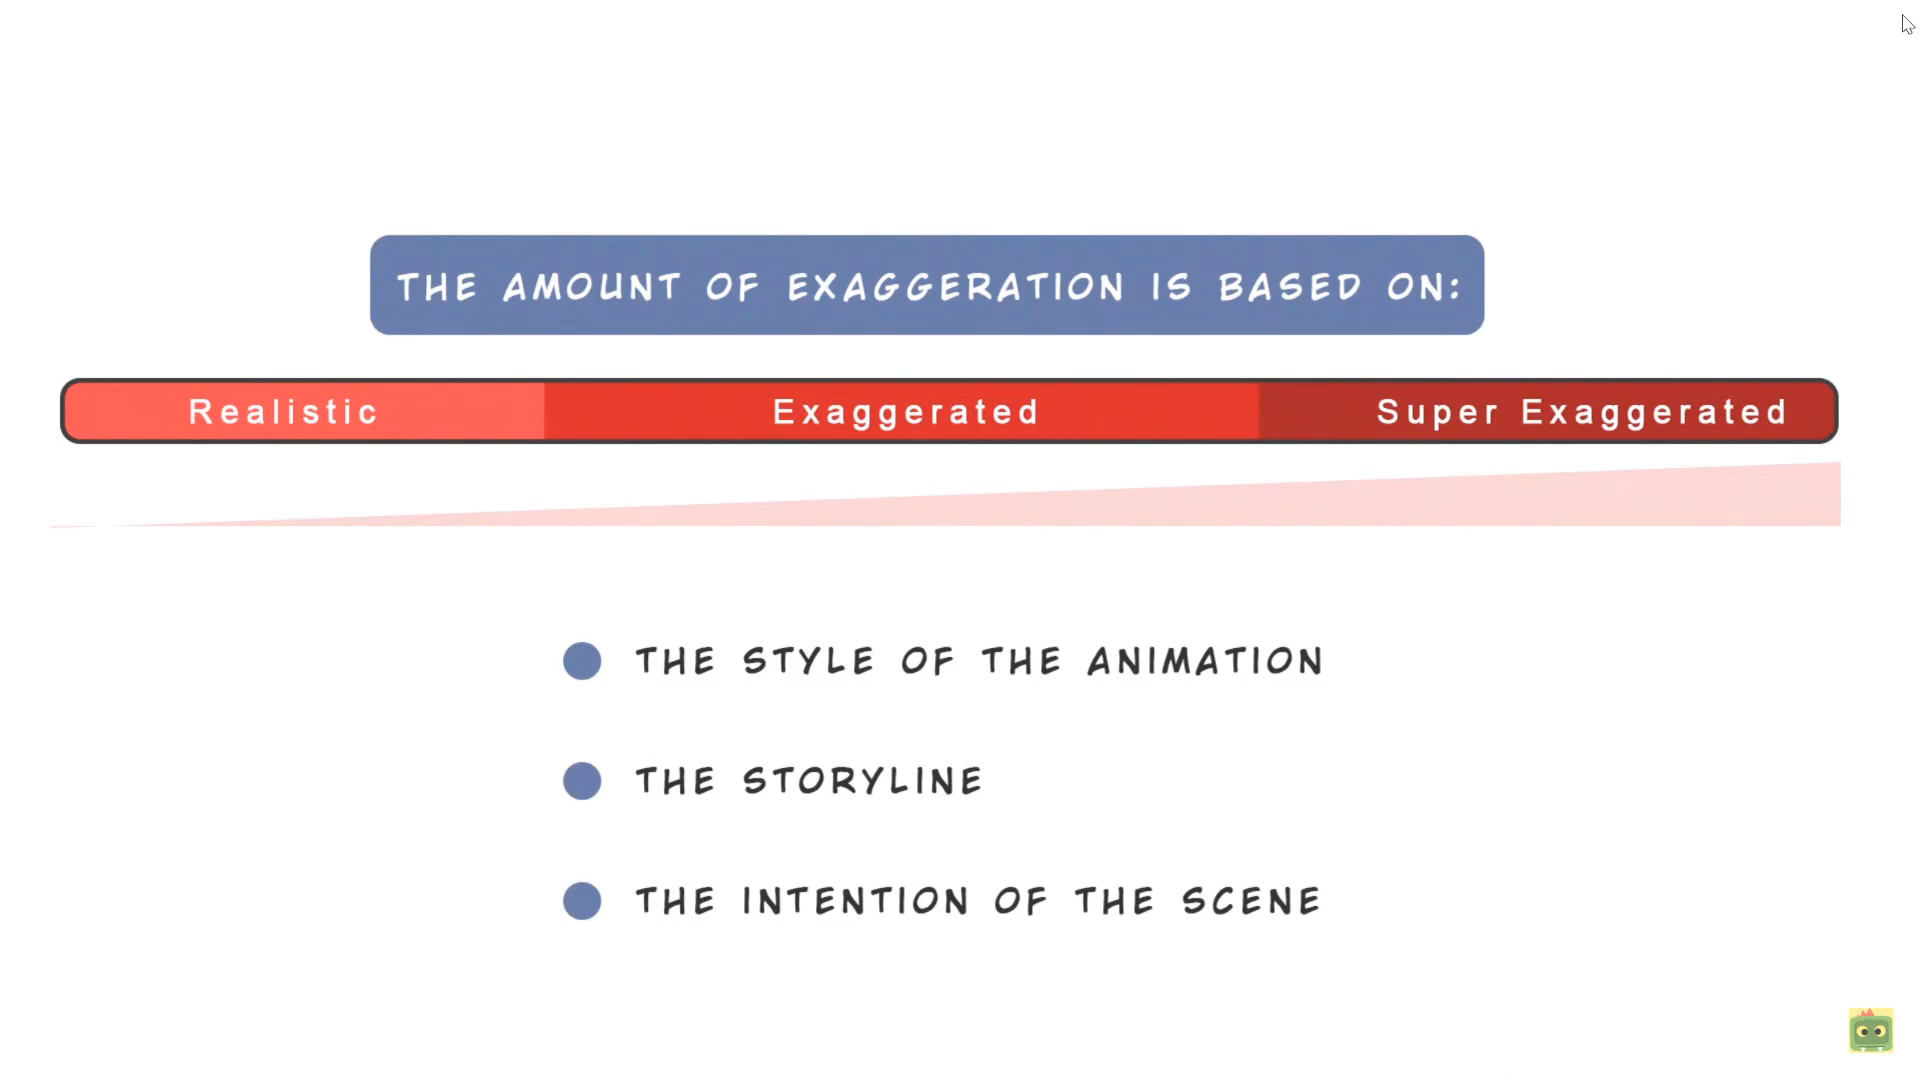 THE AMOUNT OF EXAGGERATION IS BASED ON:
Realistic Exaggerated Super Exaggerated
THE STYLE OF THE ANIMATION
THE STORYLINE
THE INTENTION OF THE SCENE